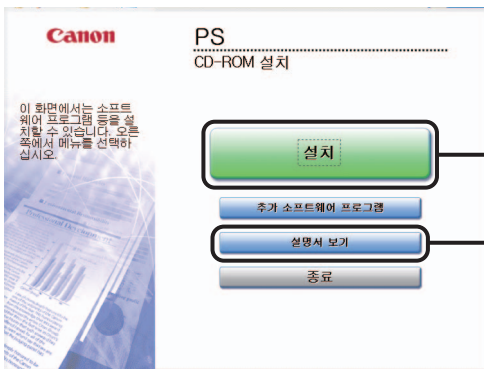 Canon
PS
CD-ROM 설치
이 화면에서는 소프트
웨어 프로그램 등을 설
치할 수 있습니다. 오른
쪽에서 메뉴를 선택하
십시오.
설치
추가 소프트웨어 프로그램
설명서 보기
종료